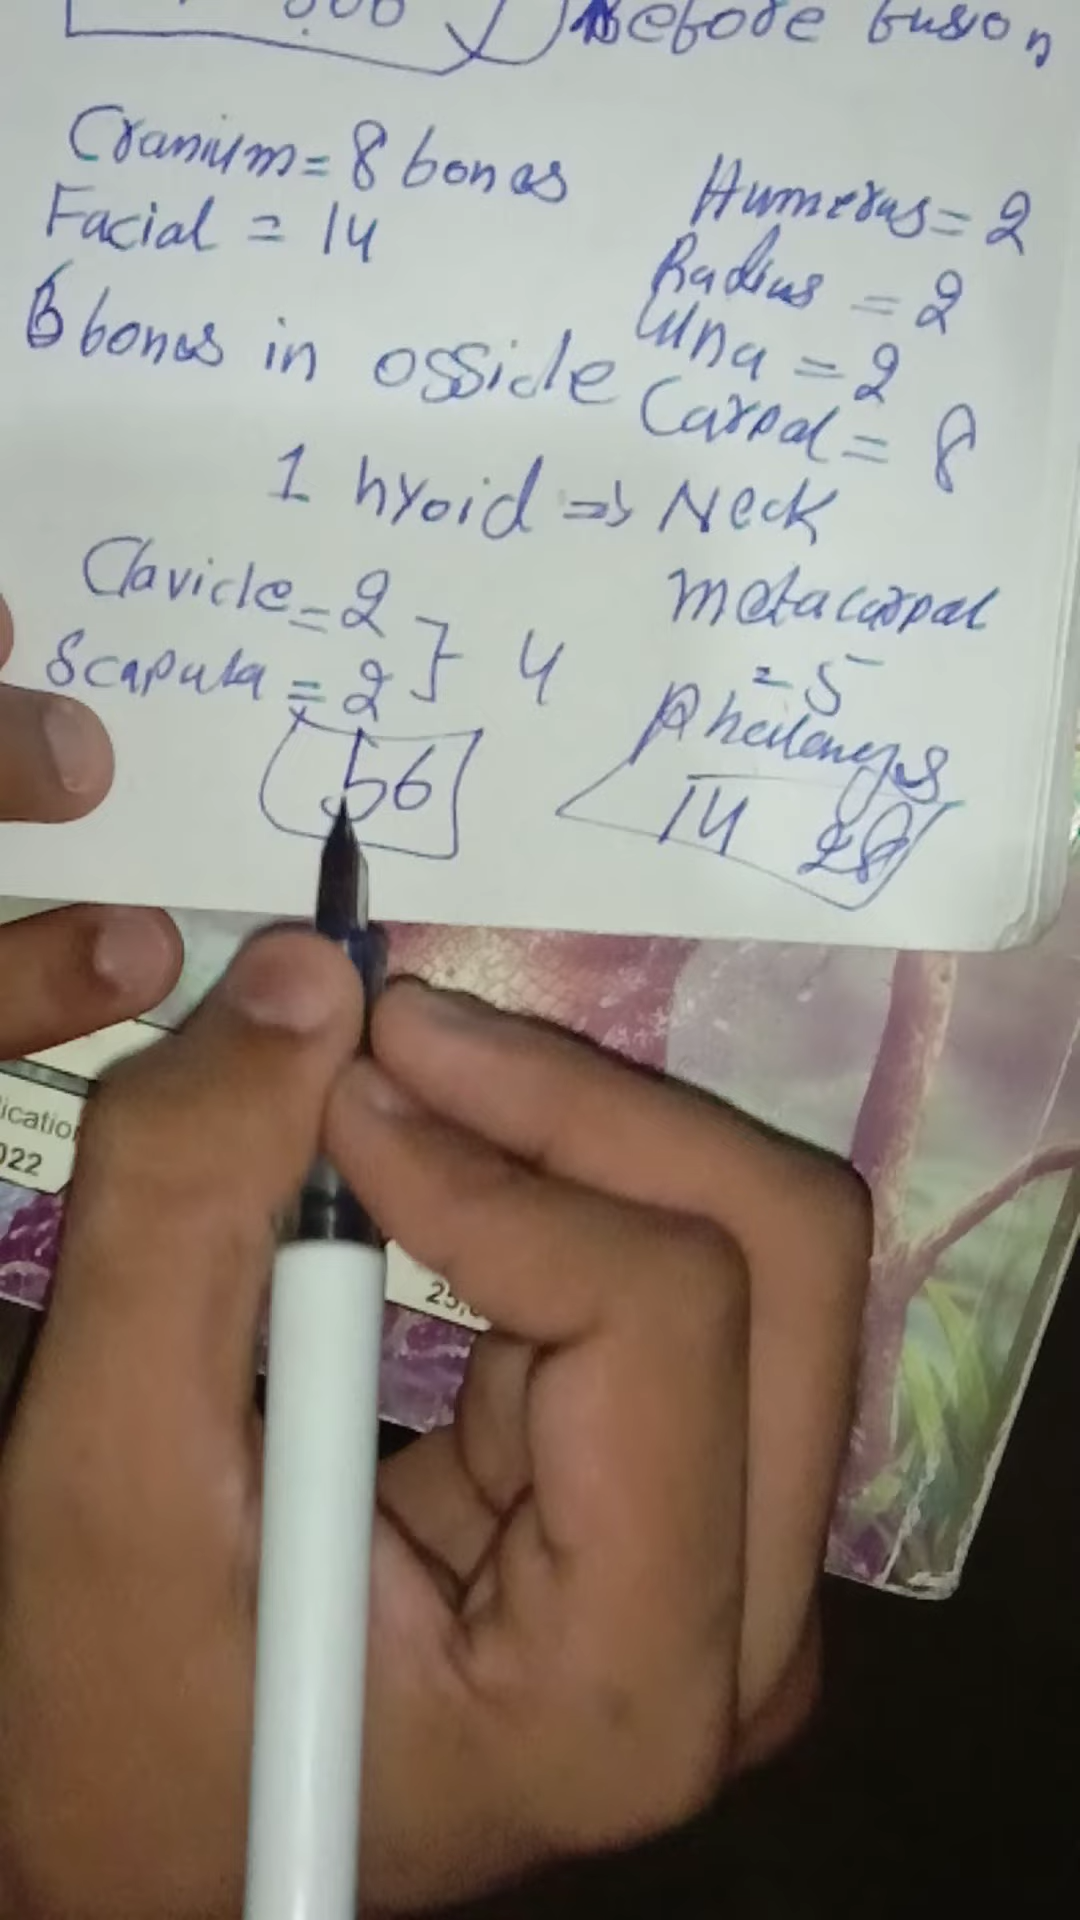 Before fusion
Cranium = 8 bones
Facial = 14
6 bones in ossicle
1 hyoid => Neck
Clavicle = 2
Scapula = 2 } 4
56
Humerus = 2
Radius = 2
Ulna = 2
Carpal = 8
metacarpal
= 5
14 28
022